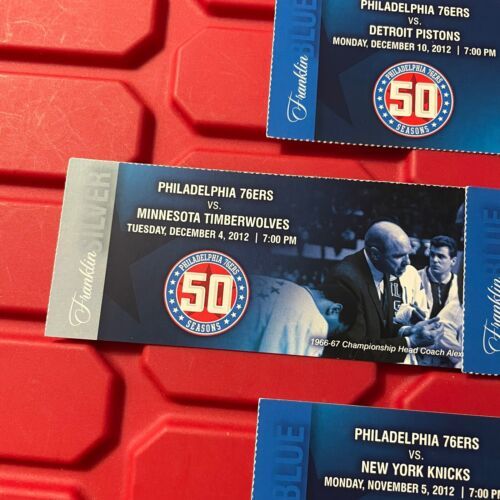 PHILADELPHIA 76ERS
VS.
DETROIT PISTONS
MONDAY, DECEMBER 10, 2012 | 7:00 PM
Franklin BLUE
PHILADELPHIA 76ERS
50
SEASONS
PHILADELPHIA 76ERS
VS.
MINNESOTA TIMBERWOLVES
TUESDAY, DECEMBER 4, 2012 | 7:00 PM
Franklin SILVER
PHILADELPHIA 76ERS
50
SEASONS
1966-67 Championship Head Coach Alex
Franklin
BLUE
PHILADELPHIA 76ERS
VS.
NEW YORK KNICKS
MONDAY, NOVEMBER 5, 2012 | 7:00 P
BLUE